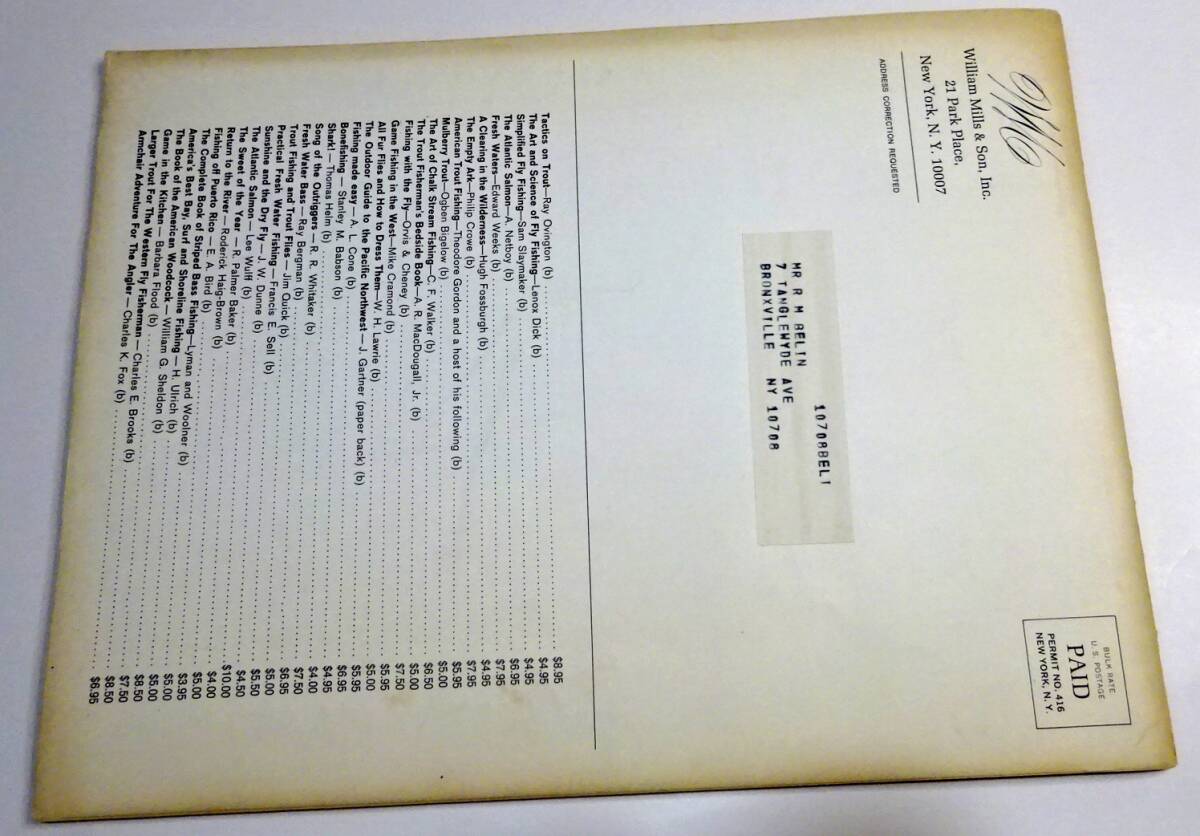 WMS
William Mills & Son, Inc.
21 Park Place,
New York, N. Y. 10007
ADDRESS CORRECTION REQUESTED
BULK RATE
U. S. POSTAGE
PAID
PERMIT NO. 416
NEW YORK, N. Y.
10708BEL!
MR R M BELIN
7 TANGLEWYDE AVE
BRONXVILLE NY 10708
Tactics on Trout—Ray Ovington (b) $8.95
The Art and Science of Fly Fishing—Lenox Dick (b) $4.95
Simplified Fly Fishing—Sam Slaymaker (b) $4.95
The Atlantic Salmon—A. Netboy (b) $6.95
Fresh Waters—Edward Weeks (b) $7.95
A Clearing in the Wilderness—Hugh Fossburgh (b) $4.95
The Empty Ark—Philip Crowe (b) $7.95
American Trout Fishing—Theodore Gordon and a host of his following (b) $5.95
Mulberry Trout—Ogben Bigelow (b) $5.00
The Art of Chalk Stream Fishing—C. F. Walker (b) $6.50
The Trout Fisherman's Bedside Book—A. R. MacDougall, Jr. (b) $5.00
Fishing with the Fly—Orvis & Cheney (b) $7.50
Game Fishing in the West—Mike Cramond (b) $5.95
All Fur Flies and How to Dress Them—W. H. Lawrie (b) $5.00
The Outdoor Guide to the Pacific Northwest — J. Gartner (paper back) (b) $5.95
Fishing made easy — A. L. Cone (b) $5.00
Bonefishing — Stanley M. Babson (b) $4.95
Shark! — Thomas Helm (b) $4.00
Song of the Outriggers — R. R. Whitaker (b) $7.50
Fresh Water Bass — Ray Bergman (b) $6.95
Trout Fishing and Trout Flies — Jim Quick (b) $5.00
Practical Fresh Water Fishing — Francis E. Sell (b) $5.50
Sunshine and the Dry Fly — J. W. Dunne (b) $4.50
The Atlantic Salmon — Lee Wulff (b) $10.00
The Sweet of the Year — R. Palmer Baker (b) $4.00
Return to the River — Roderick Haig-Brown (b) $5.00
Fishing off Puerto Rico — E. A. Bird (b) $3.95
The Complete Book of Striped Bass Fishing—Lyman and Woolner (b) $5.00
America's Best Bay, Surf and Shoreline Fishing — H. Ulrich (b) $5.00
The Book of the American Woodcock — William G. Sheldon (b) $8.50
Game in the Kitchen — Barbara Flood (b) $7.50
Larger Trout For The Western Fly Fisherman — Charles E. Brooks (b) $8.50
Armchair Adventure For The Angler — Charles K. Fox (b) $6.95